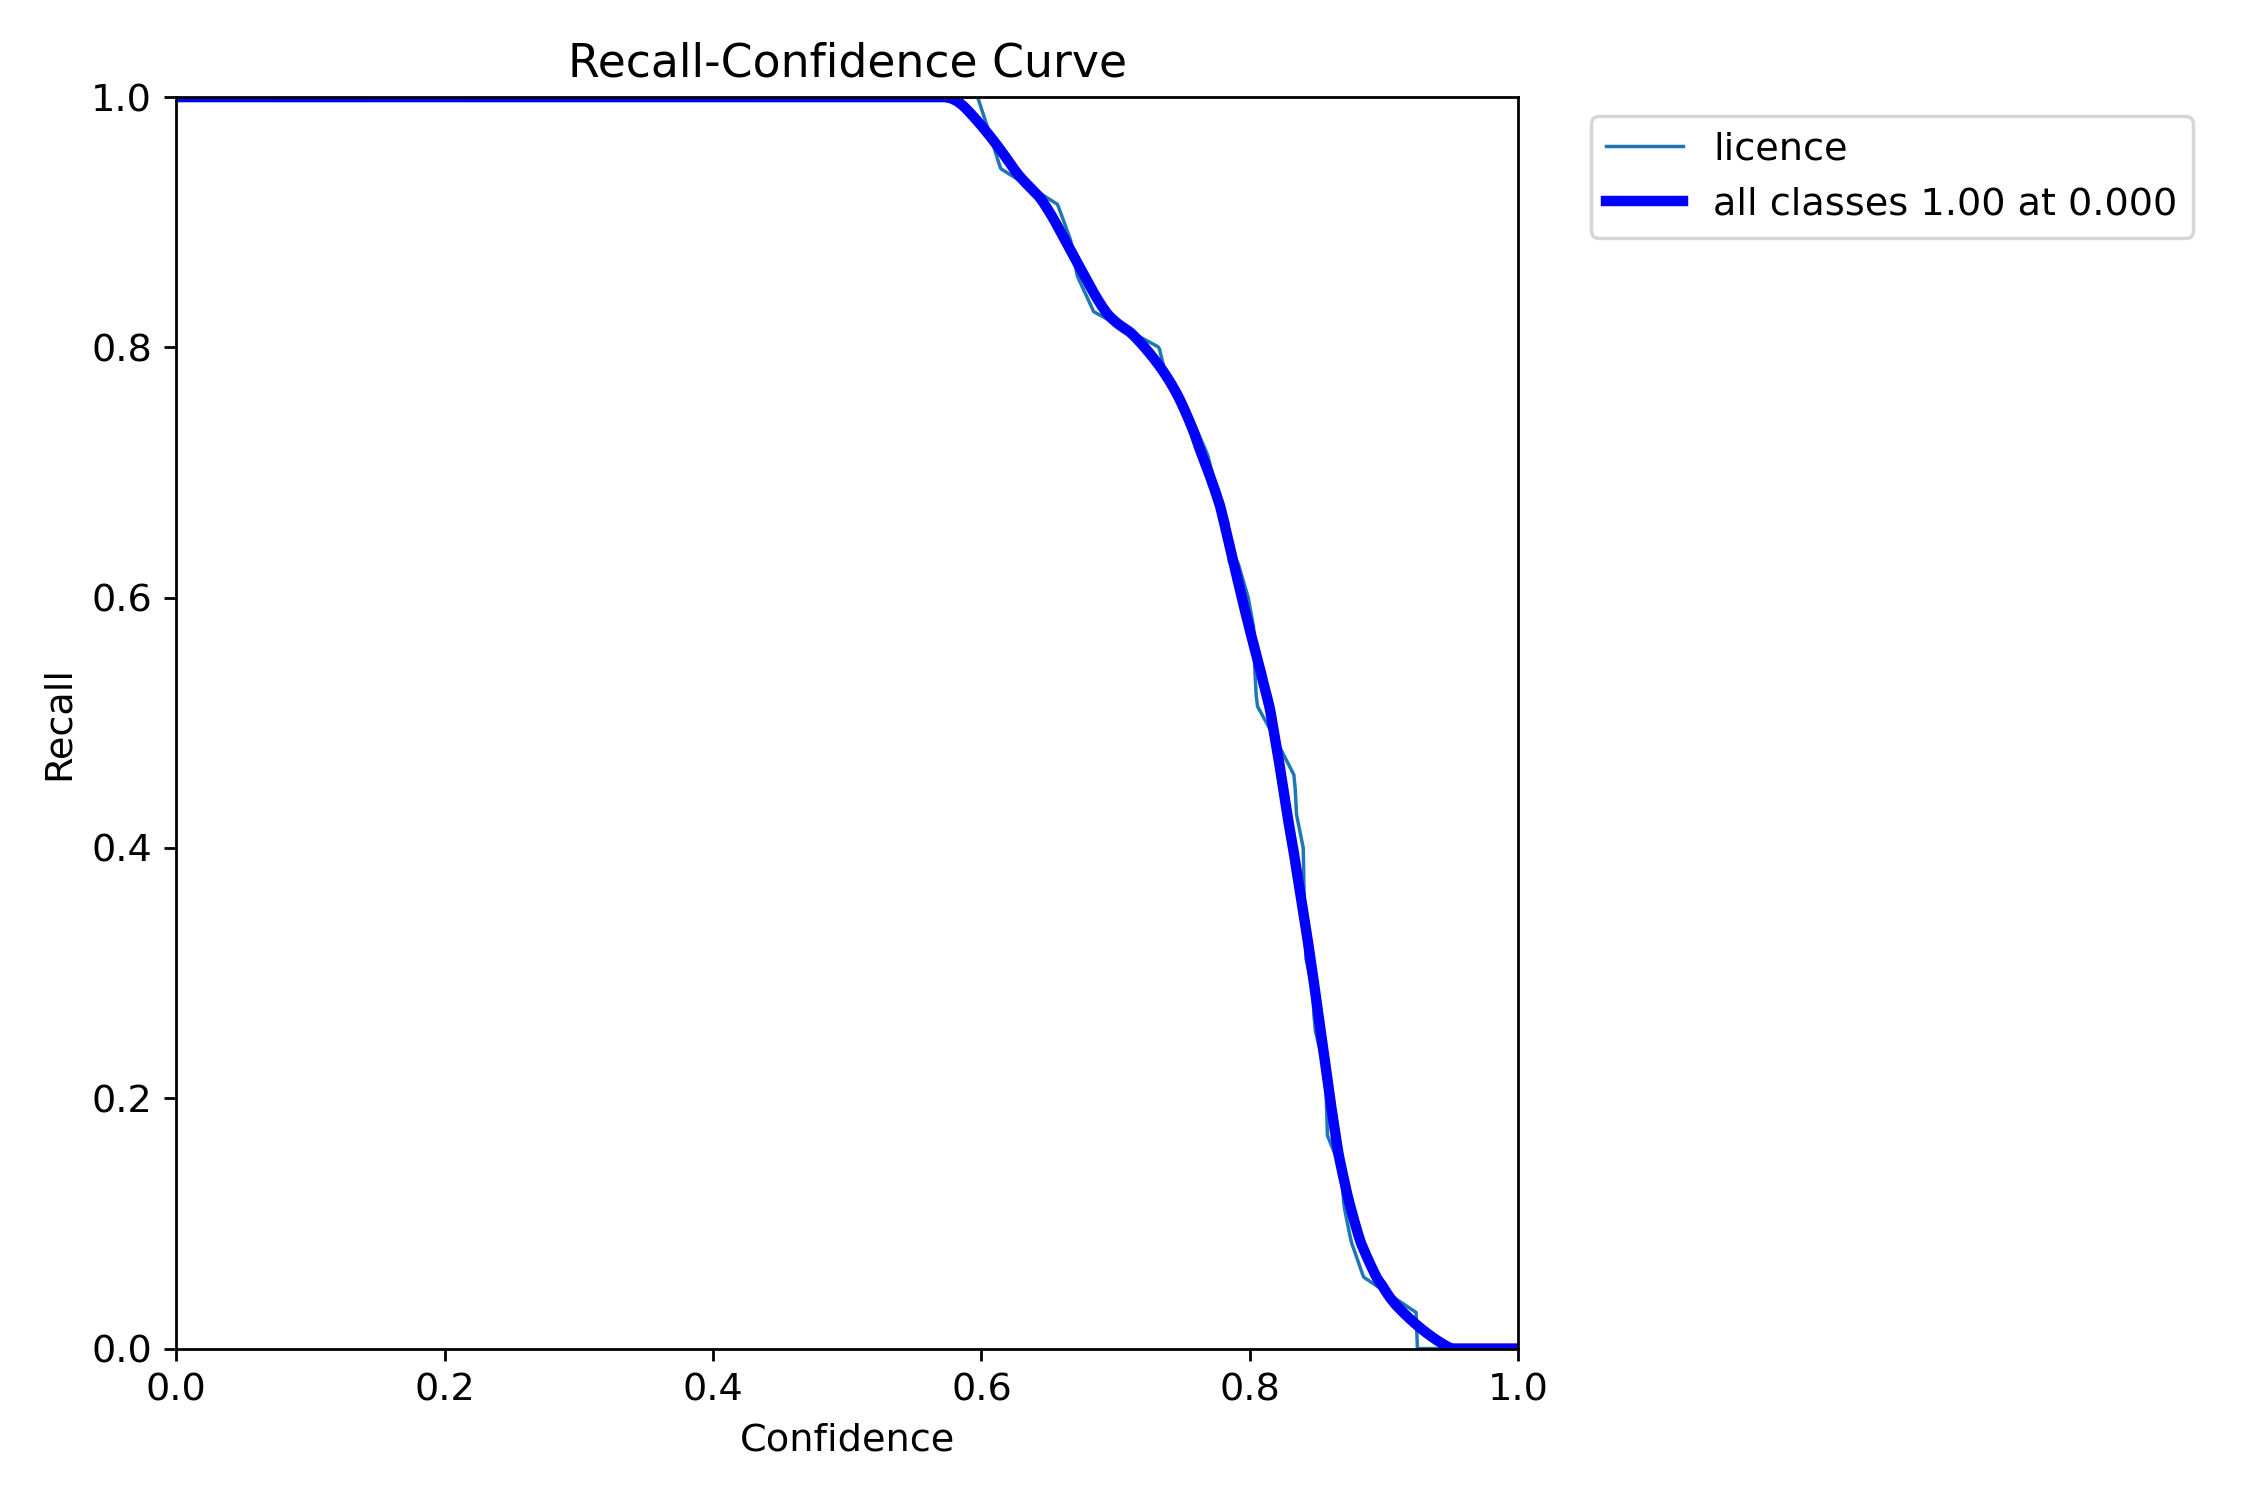 Recall-Confidence Curve
licence
all classes 1.00 at 0.000
1.0
0.8
0.6
0.4
0.2
0.0
Recall
0.0 0.2 0.4 0.6 0.8 1.0
Confidence